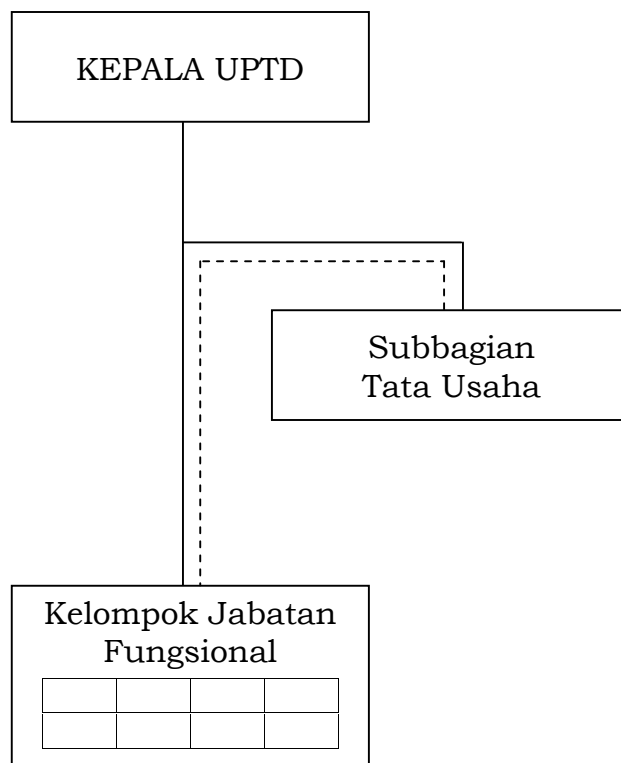 KEPALA UPTD
Subbagian
Tata Usaha
Kelompok Jabatan
Fungsional